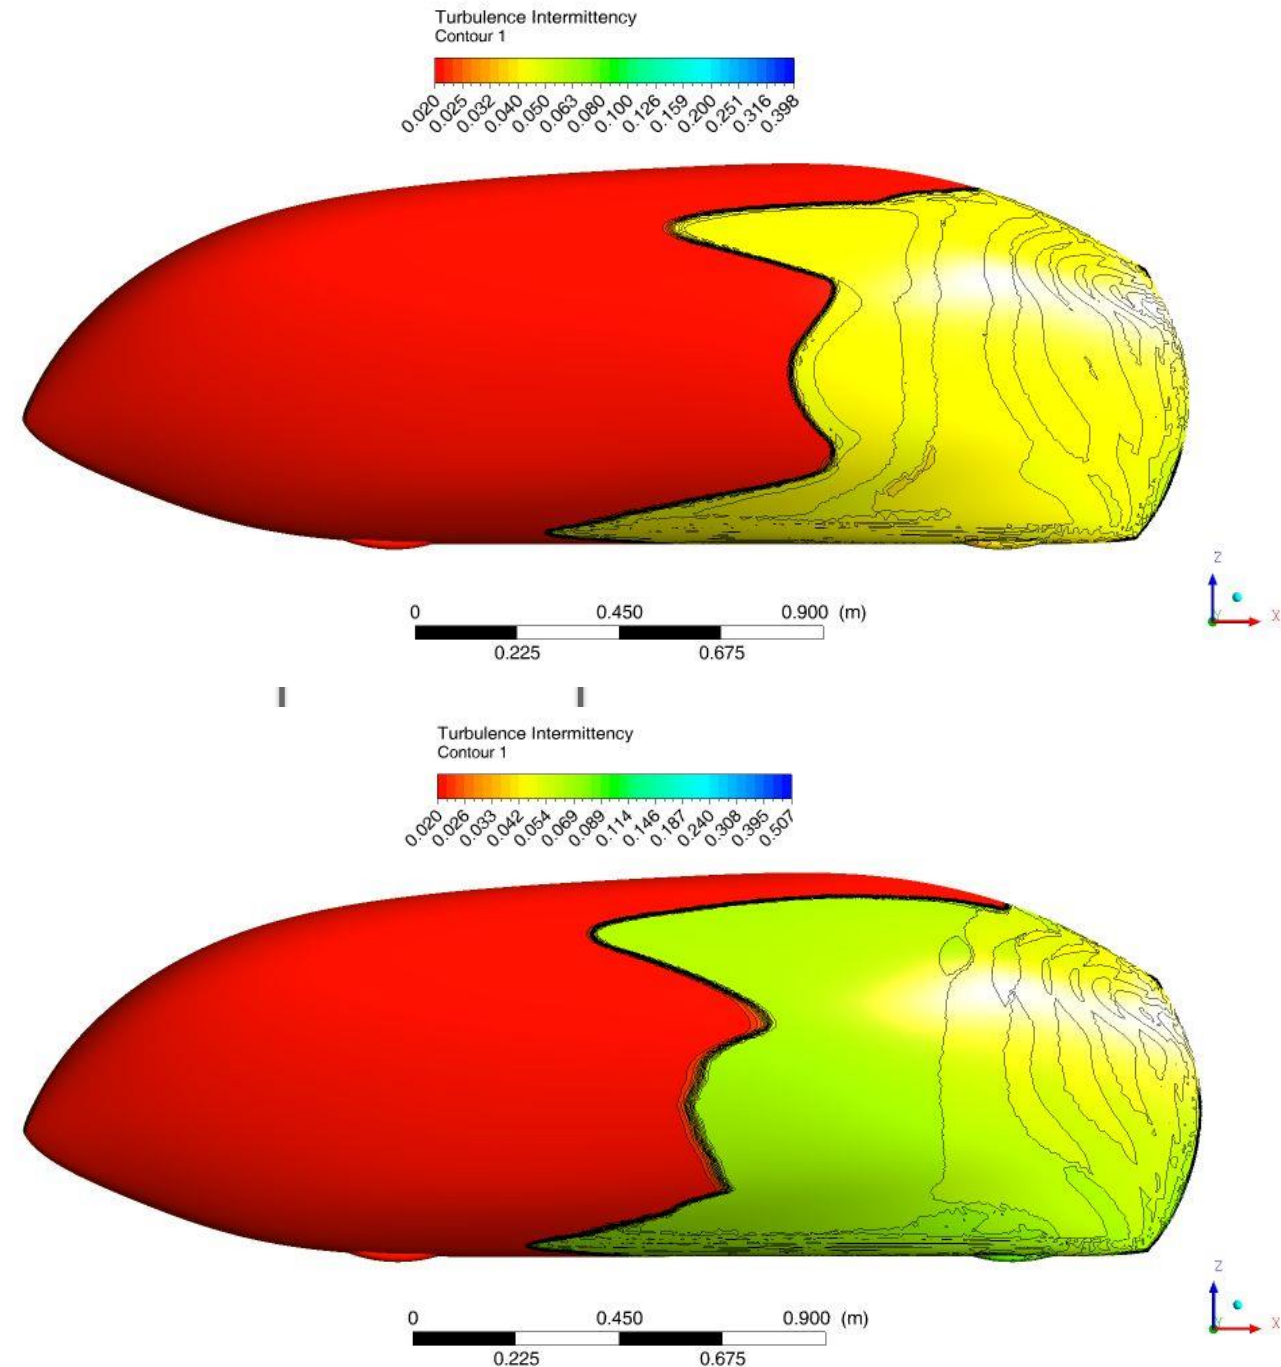 Turbulence Intermittency
Contour 1
0.020 0.025 0.032 0.040 0.050 0.063 0.080 0.100 0.126 0.159 0.200 0.251 0.316 0.398
Z
Y X
0 0.450 0.900 (m)
0.225 0.675
Turbulence Intermittency
Contour 1
0.020 0.026 0.033 0.042 0.054 0.069 0.089 0.114 0.146 0.187 0.240 0.308 0.395 0.507
Z
Y X
0 0.450 0.900 (m)
0.225 0.675